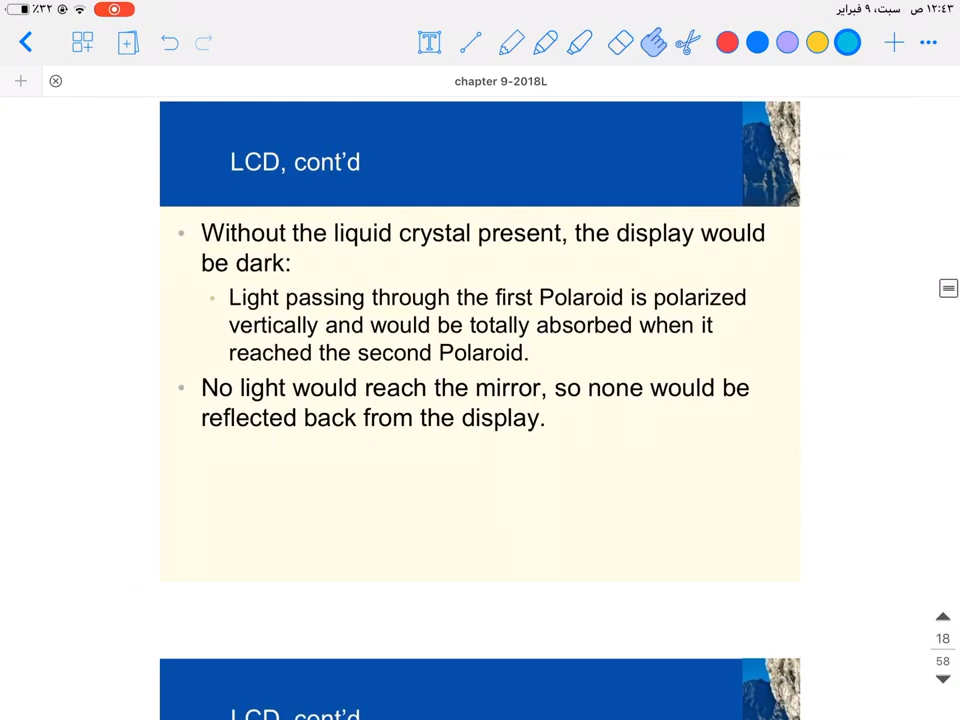 ٪٣٢ ١٢:٤٣ ص سبت، ٩ فبراير
chapter 9-2018L
LCD, cont’d
• Without the liquid crystal present, the display would
be dark:
• Light passing through the first Polaroid is polarized
vertically and would be totally absorbed when it
reached the second Polaroid.
• No light would reach the mirror, so none would be
reflected back from the display.
18
58
LCD, cont’d